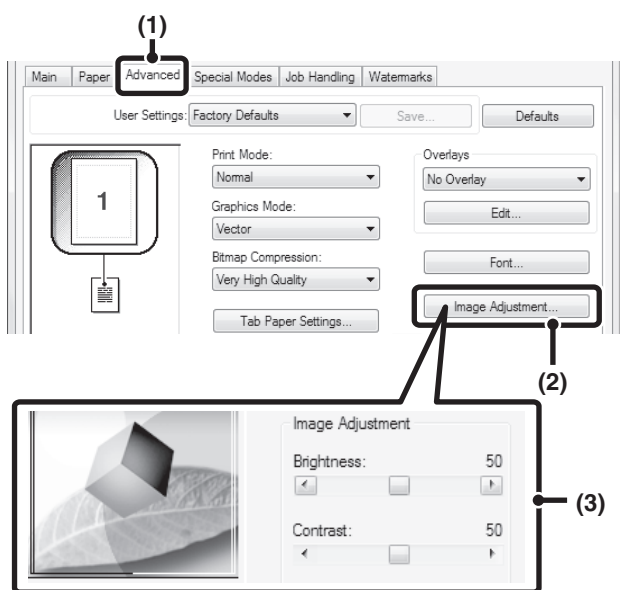 (1)
Main Paper Advanced Special Modes Job Handling Watermarks
User Settings: Factory Defaults Save... Defaults
Print Mode: Overlays
Normal No Overlay
1
Graphics Mode: Edit...
Vector
Bitmap Compression: Font...
Very High Quality
Image Adjustment...
Tab Paper Settings...
(2)
Image Adjustment
Brightness: 50
(3)
Contrast: 50